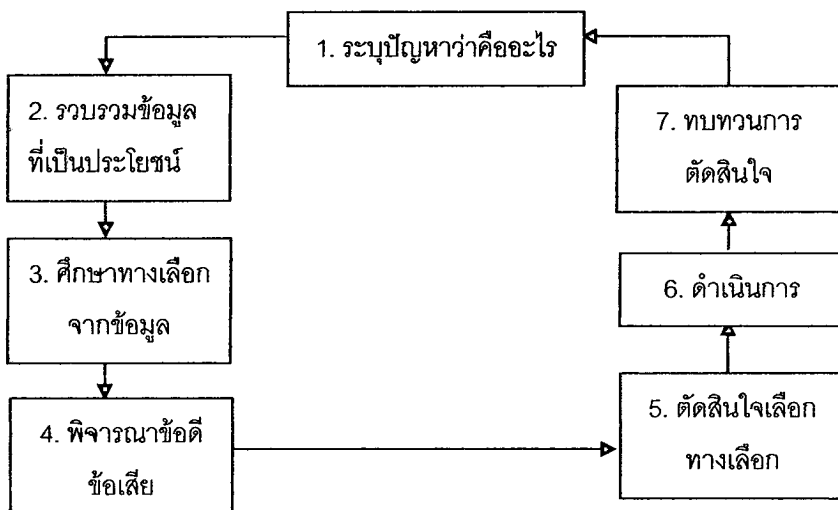 1. ระบุปัญหาว่าคืออะไร
2. รวบรวมข้อมูล
ที่เป็นประโยชน์
3. ศึกษาทางเลือก
จากข้อมูล
4. พิจารณาข้อดี
ข้อเสีย
5. ตัดสินใจเลือก
ทางเลือก
6. ดำเนินการ
7. ทบทวนการ
ตัดสินใจ